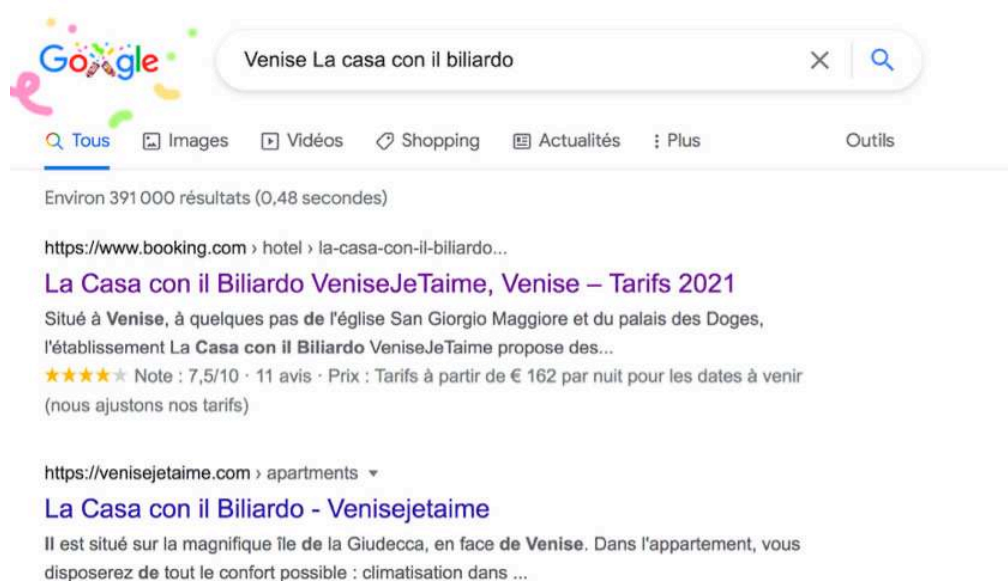 Google
Venise La casa con il biliardo
Tous Images Vidéos Shopping Actualités Plus Outils
Environ 391 000 résultats (0,48 secondes)
https://www.booking.com › hotel › la-casa-con-il-biliardo...
La Casa con il Biliardo VeniseJeTaime, Venise – Tarifs 2021
Situé à Venise, à quelques pas de l'église San Giorgio Maggiore et du palais des Doges,
l'établissement La Casa con il Biliardo VeniseJeTaime propose des...
Note : 7,5/10 · 11 avis · Prix : Tarifs à partir de € 162 par nuit pour les dates à venir
(nous ajustons nos tarifs)
https://venisejetaime.com › apartments
La Casa con il Biliardo - Venisejetaime
Il est situé sur la magnifique île de la Giudecca, en face de Venise. Dans l'appartement, vous
disposerez de tout le confort possible : climatisation dans ...